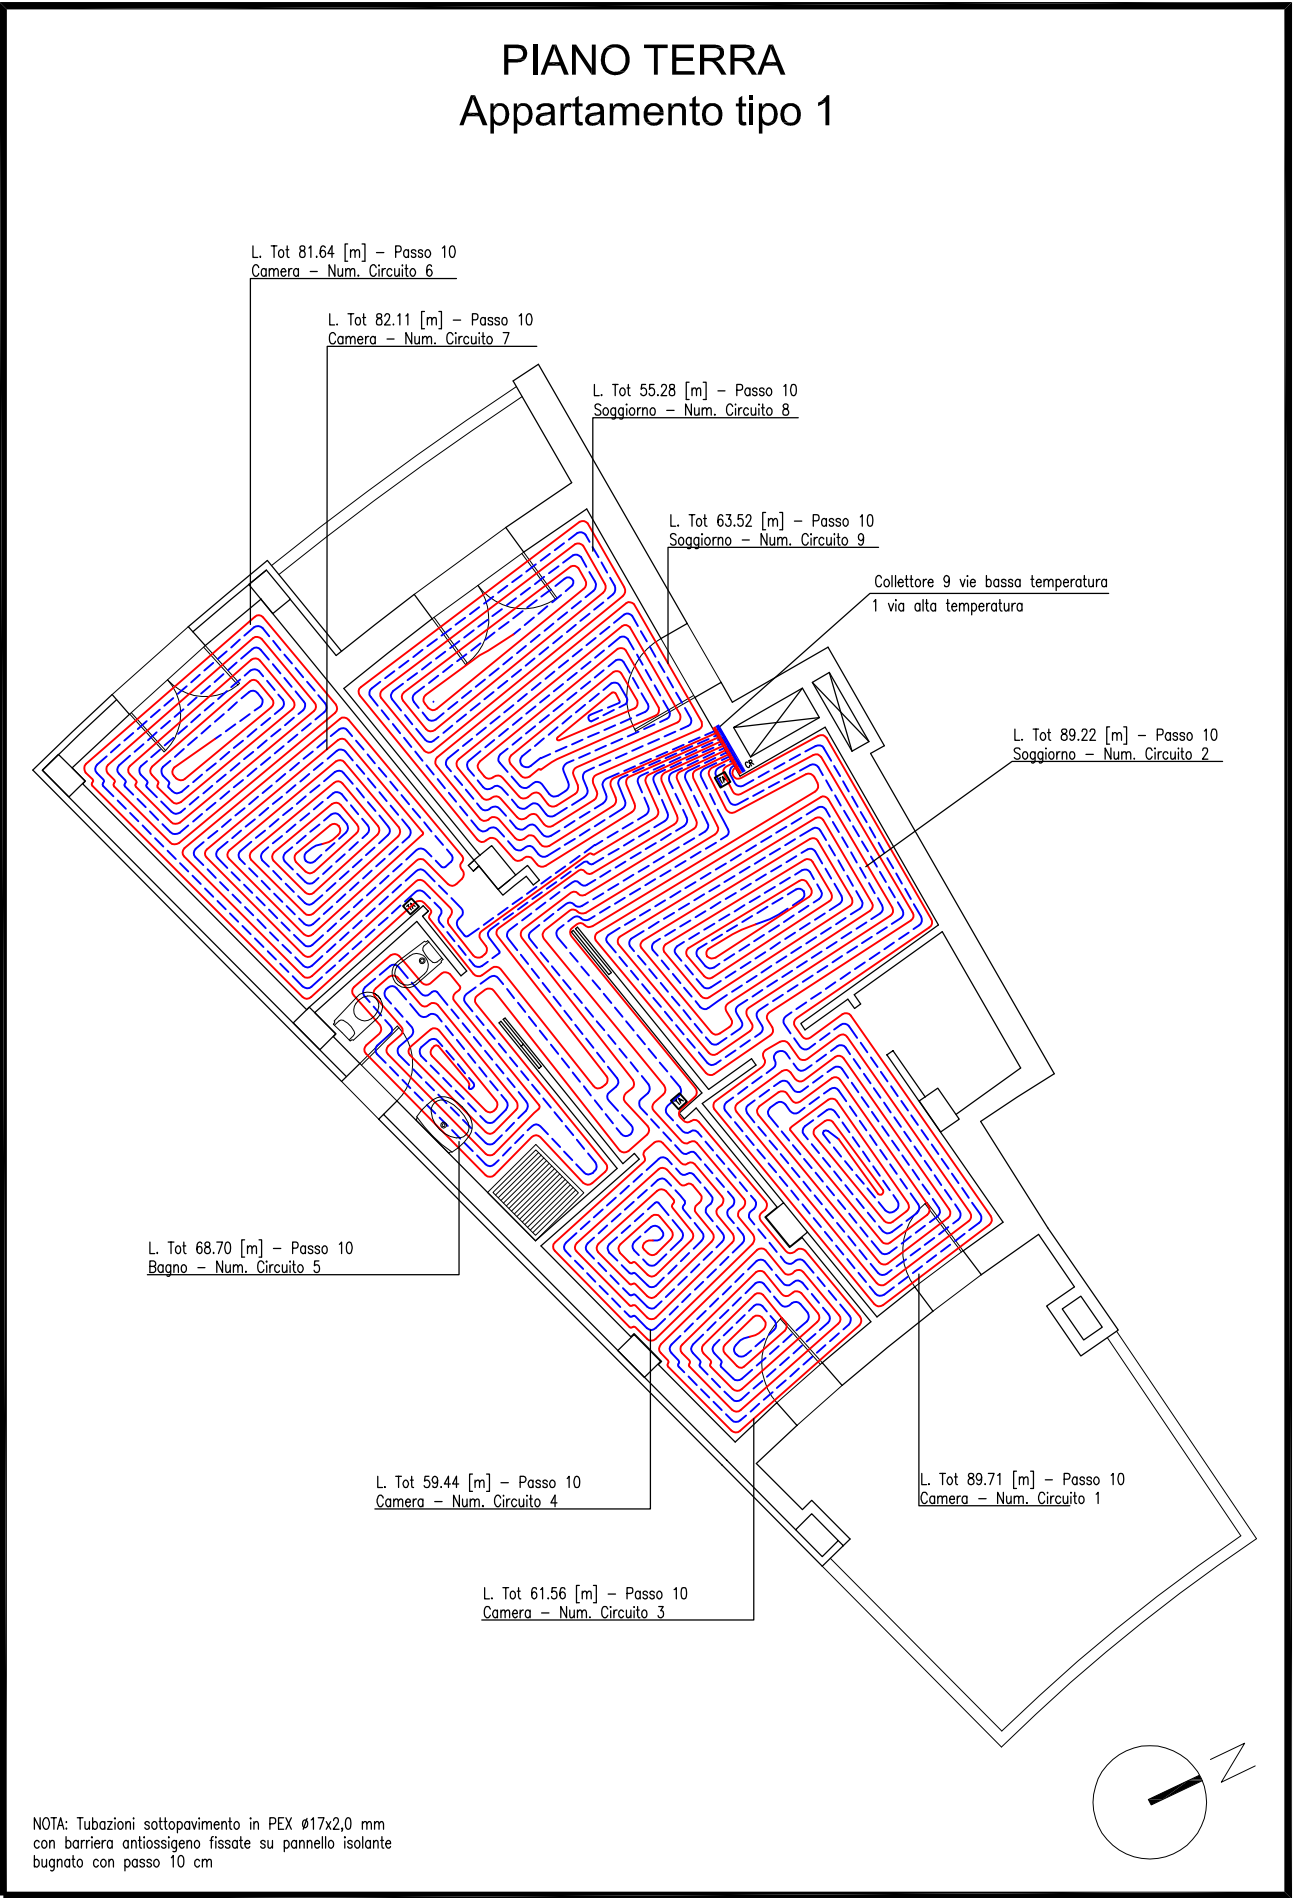 PIANO TERRA
Appartamento tipo 1
L. Tot 81.64 [m] – Passo 10
Camera – Num. Circuito 6
L. Tot 82.11 [m] – Passo 10
Camera – Num. Circuito 7
L. Tot 55.28 [m] – Passo 10
Soggiorno – Num. Circuito 8
L. Tot 63.52 [m] – Passo 10
Soggiorno – Num. Circuito 9
Collettore 9 vie bassa temperatura
1 via alta temperatura
L. Tot 89.22 [m] – Passo 10
Soggiorno – Num. Circuito 2
CR
TA
TA
TA
L. Tot 68.70 [m] – Passo 10
Bagno – Num. Circuito 5
L. Tot 59.44 [m] – Passo 10
Camera – Num. Circuito 4
L. Tot 89.71 [m] – Passo 10
Camera – Num. Circuito 1
L. Tot 61.56 [m] – Passo 10
Camera – Num. Circuito 3
N
NOTA: Tubazioni sottopavimento in PEX ø17x2,0 mm
con barriera antiossigeno fissate su pannello isolante
bugnato con passo 10 cm